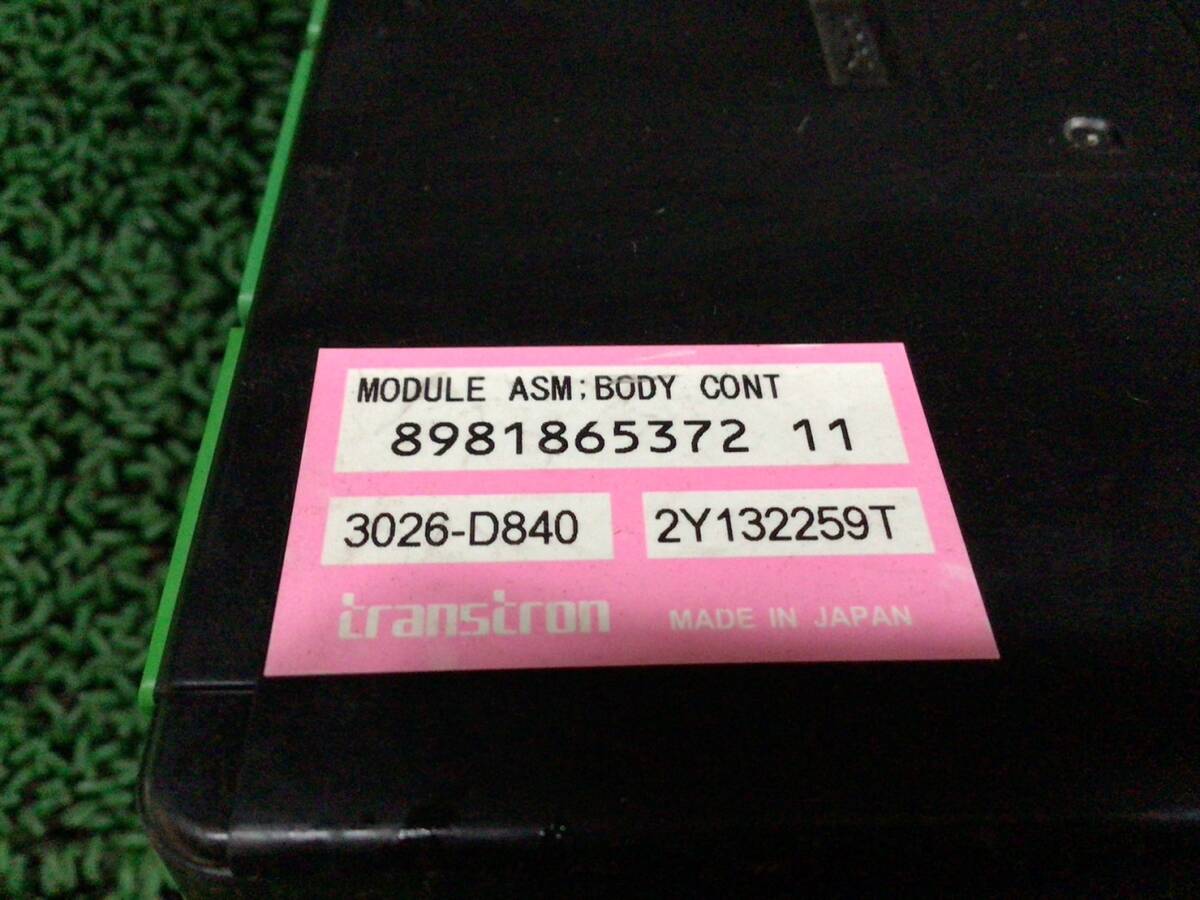 MODULE ASM;BODY CONT
8981865372 11
3026-D840 2Y132259T
transtron MADE IN JAPAN